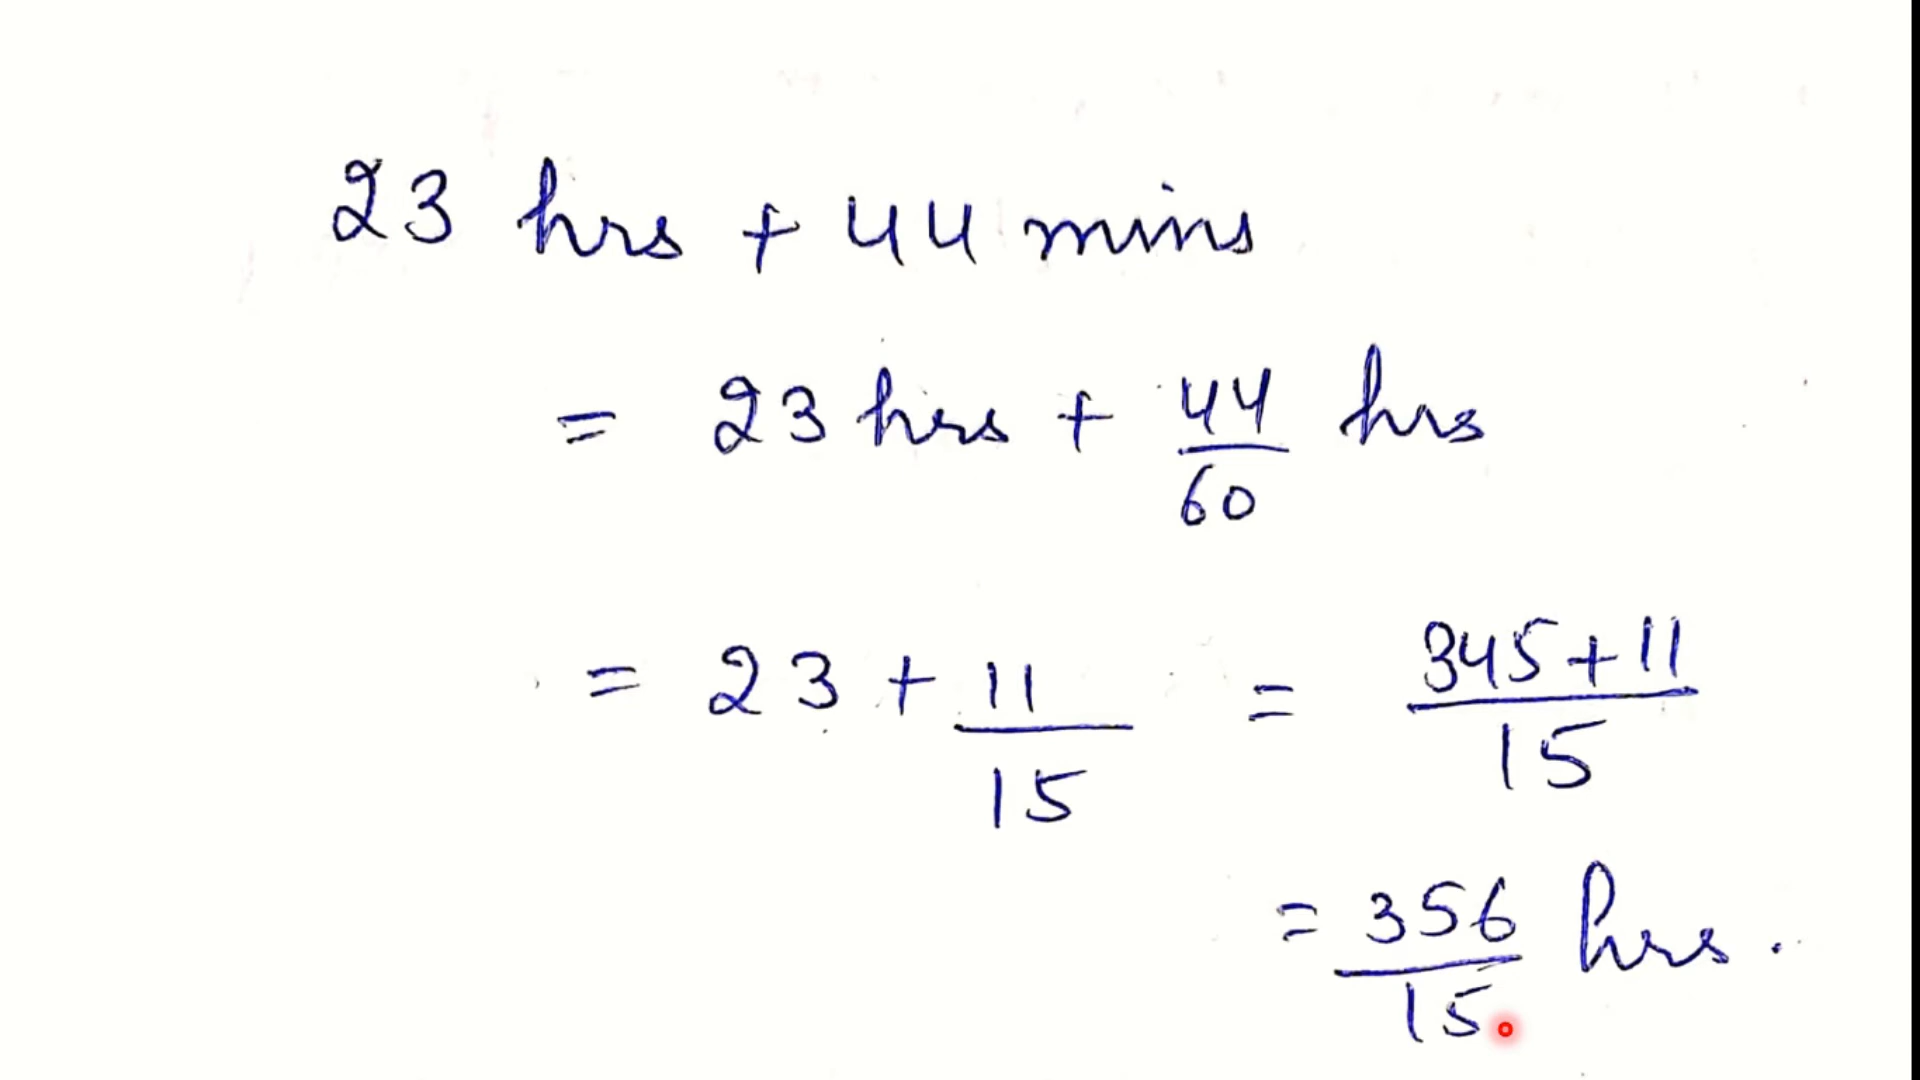 23 hrs + 44 mins
= 23 hrs + 44/60 hrs
= 23 + 11/15 = 345+11/15
= 356/15 hrs.